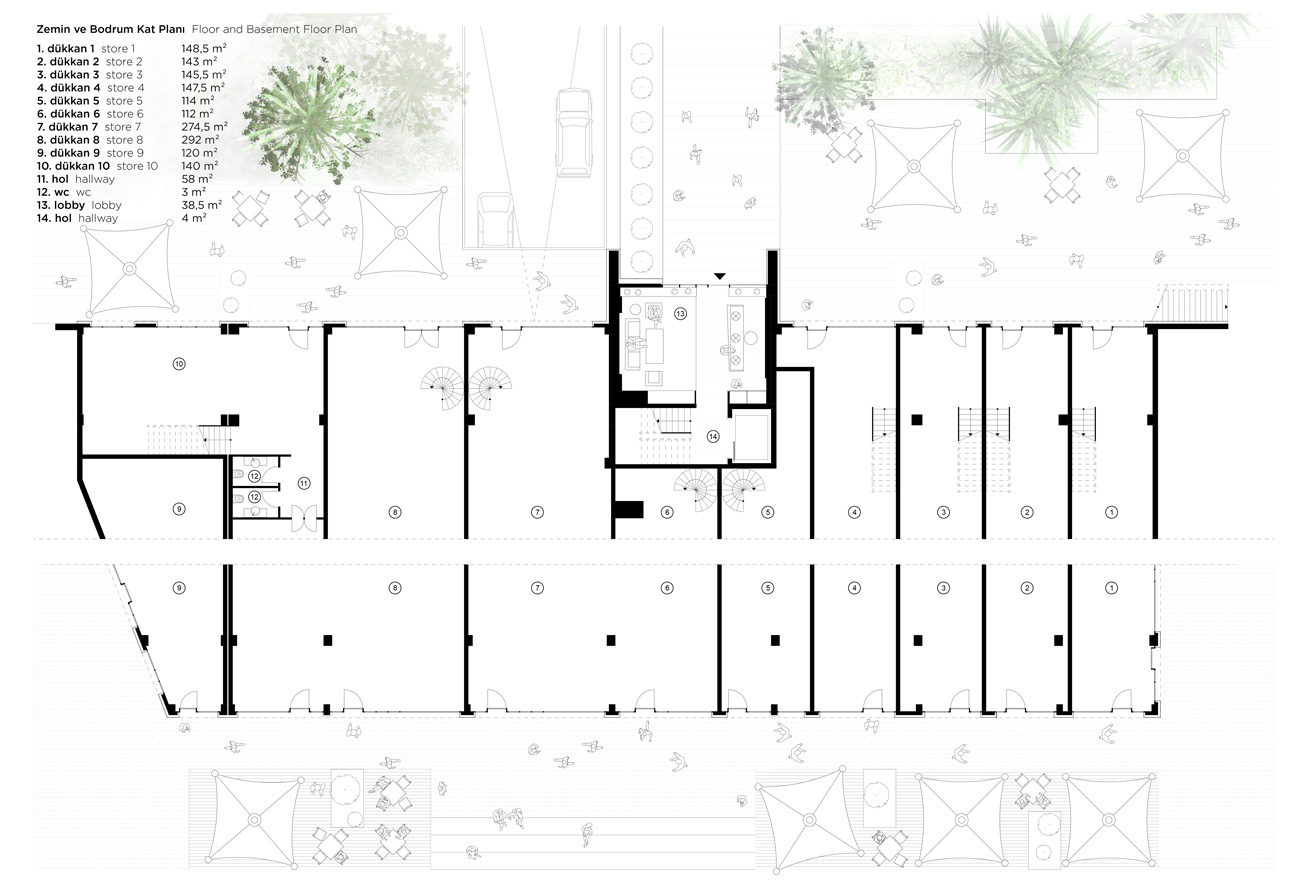 Zemin ve Bodrum Kat Planı Floor and Basement Floor Plan
1. dükkan 1 store 1 148,5 m²
2. dükkan 2 store 2 143 m²
3. dükkan 3 store 3 145,5 m²
4. dükkan 4 store 4 147,5 m²
5. dükkan 5 store 5 114 m²
6. dükkan 6 store 6 112 m²
7. dükkan 7 store 7 274,5 m²
8. dükkan 8 store 8 292 m²
9. dükkan 9 store 9 120 m²
10. dükkan 10 store 10 140 m²
11. hol hallway 58 m²
12. wc wc 3 m²
13. lobby lobby 38,5 m²
14. hol hallway 4 m²
13
10
14
12
11
12
9 8 7 6 5 4 3 2 1
9 8 7 6 5 4 3 2 1